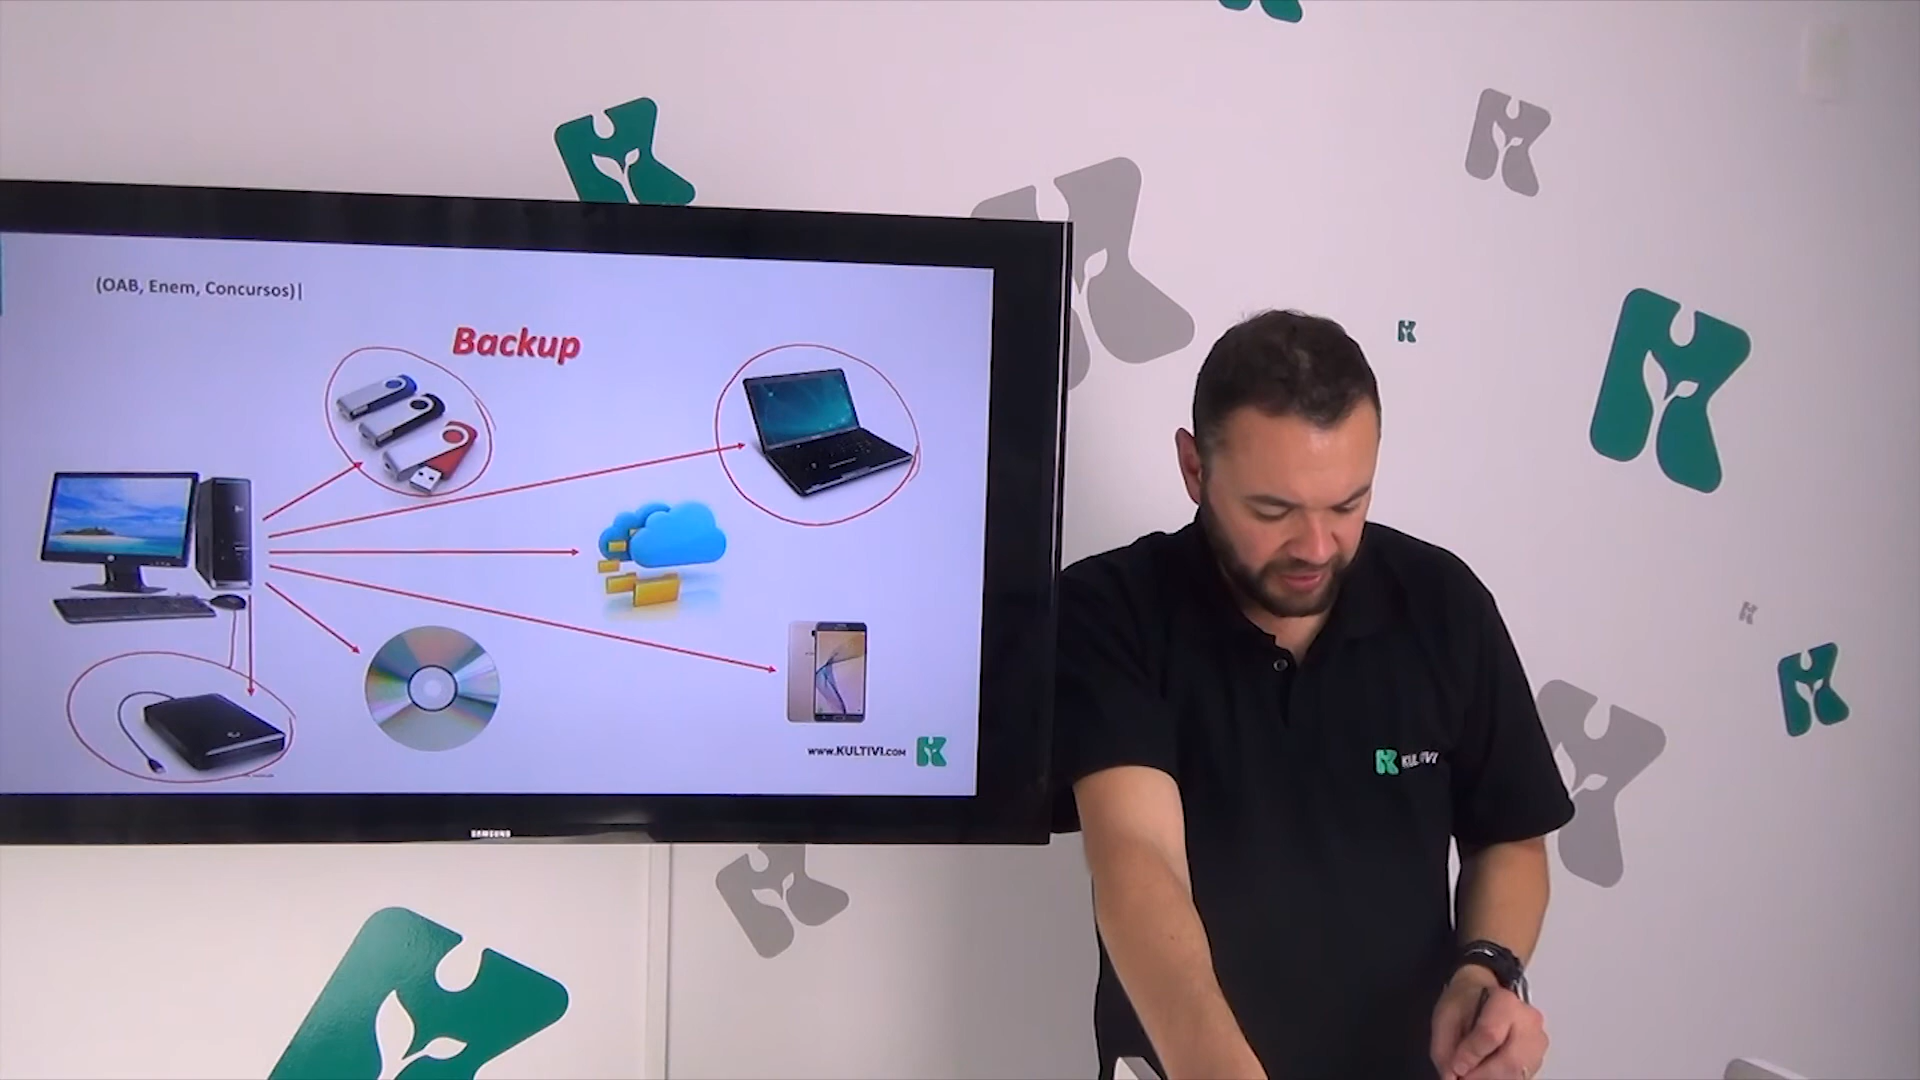 (OAB, Enem, Concursos)|
Backup
www.KULTIVI.com
SAMSUNG
KULTIVI